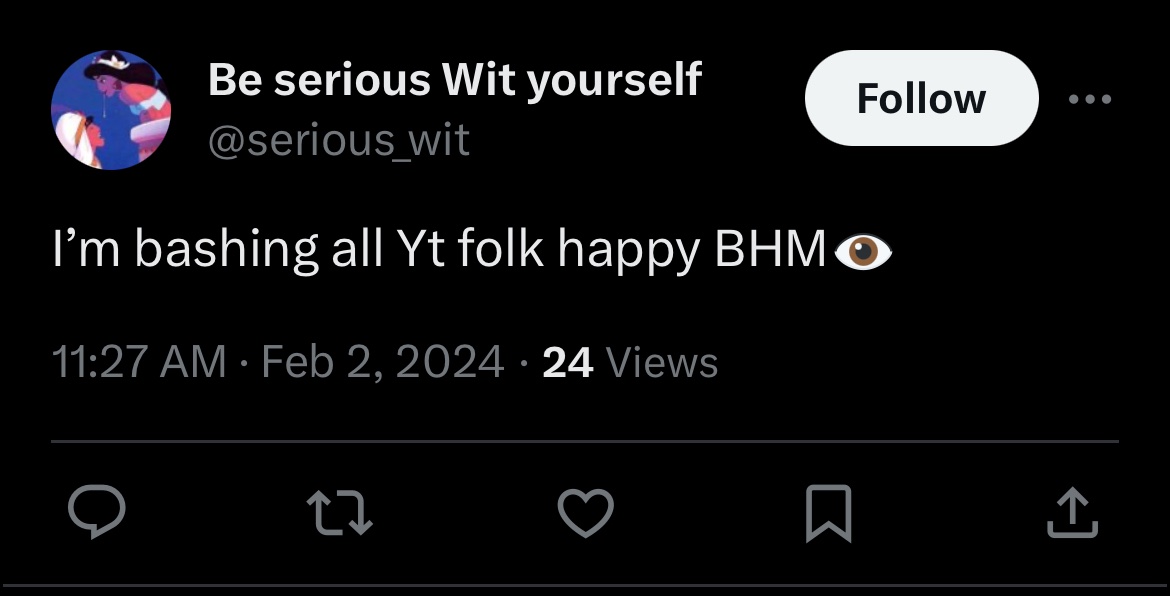 Be serious Wit yourself
Follow
@serious_wit
I’m bashing all Yt folk happy BHM👁️
11:27 AM · Feb 2, 2024 · 24 Views